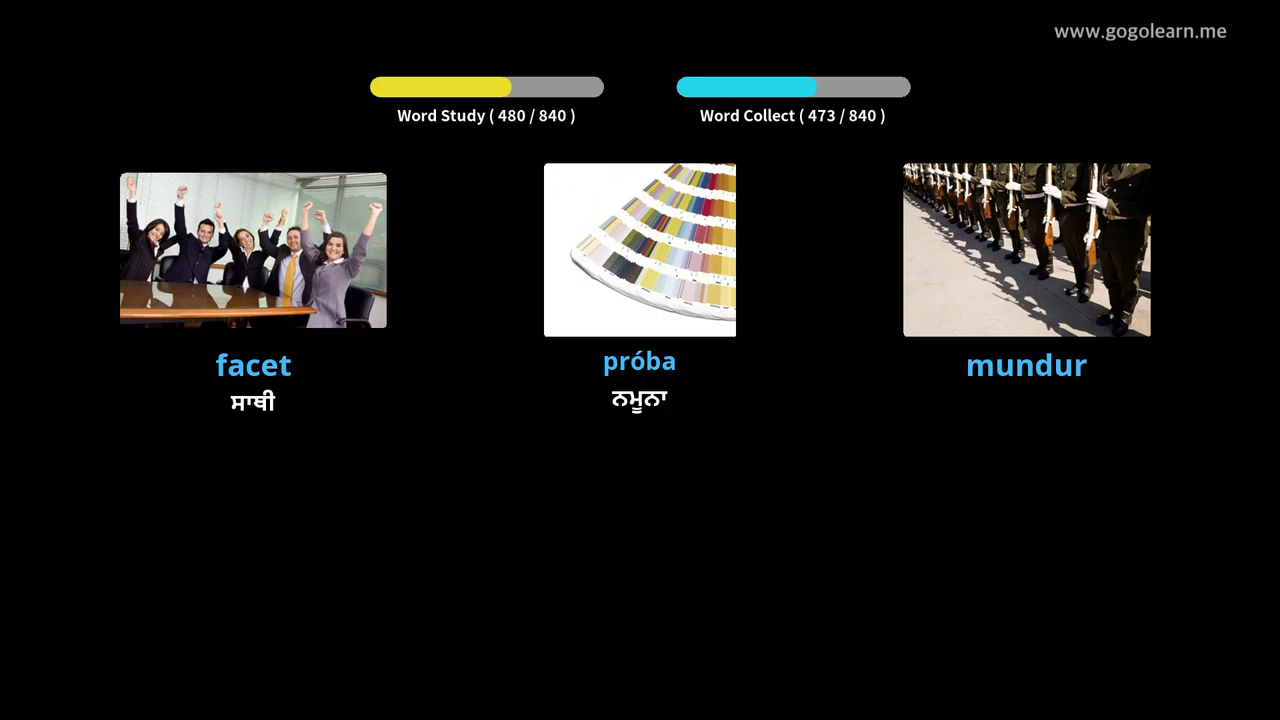 www.gogolearn.me
Word Study ( 480 / 840 )
Word Collect ( 473 / 840 )
facet
ਸਾਥੀ
próba
ਨਮੂਨਾ
mundur